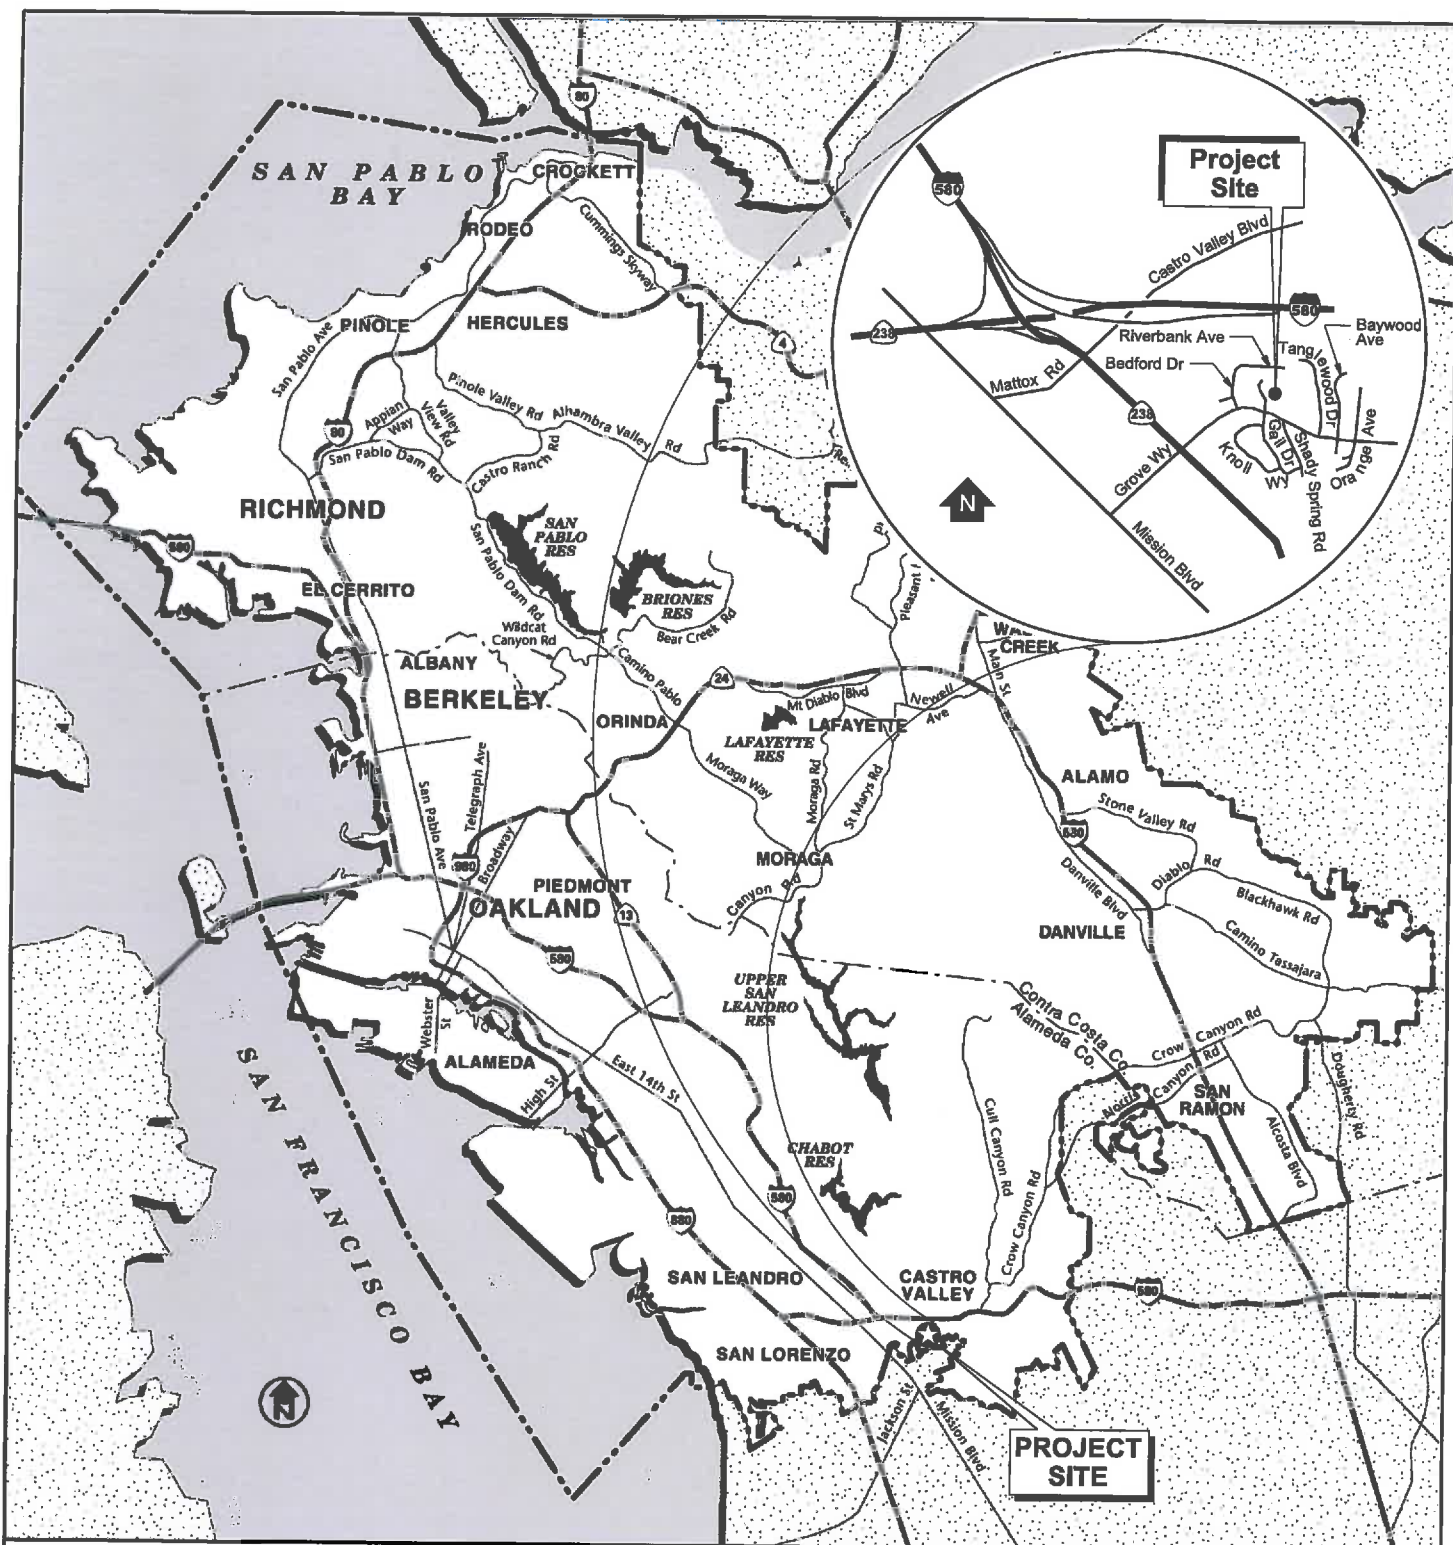 80
SAN PABLO
BAY
CROCKETT
RODEO
Cummings Skyway
PINOLE
HERCULES
San Pablo Ave
4
Pinole Valley Rd
Alhambra Valley Rd
Appian
Way
Valley
View Rd
80
San Pablo Dam Rd
Castro Ranch Rd
RICHMOND
580
SAN
PABLO
RES
San Pablo Dam Rd
BRIONES
RES
Bear Creek Rd
EL CERRITO
Wildcat
Canyon Rd
ALBANY
BERKELEY
Camino Pablo
24
ORINDA
Mt Diablo Blvd
LAFAYETTE
LAFAYETTE
RES
Newell
Ave
Pleasant
CREEK
Main St
Moraga Way
Moraga Rd
St Marys Rd
ALAMO
Stone Valley Rd
680
San Pablo Ave
Telegraph Ave
Broadway
980
MORAGA
Canyon Rd
Danville Blvd
Diablo Rd
Blackhawk Rd
Camino Tassajara
PIEDMONT
OAKLAND
13
580
DANVILLE
UPPER
SAN
LEANDRO
RES
Contra Costa Co.
Alameda Co.
Crow Canyon Rd
Norris Canyon Rd
SAN
RAMON
Dougherty Rd
Alcosta Blvd
Webster
St
ALAMEDA
High St
East 14th St
SAN FRANCISCO BAY
CHABOT
RES
Cull Canyon Rd
Crow Canyon Rd
580
880
SAN LEANDRO
CASTRO
VALLEY
580
SAN LORENZO
Jackson St
Mission Blvd
N
PROJECT
SITE
Project
Site
580
Castro Valley Blvd
238
580
Riverbank Ave
Baywood
Ave
Bedford Dr
Tanglewood Dr
Mattox Rd
238
Grove Wy
Knoll
Wy
Gail Dr
Shady Spring Rd
Orange Ave
N
Mission Blvd